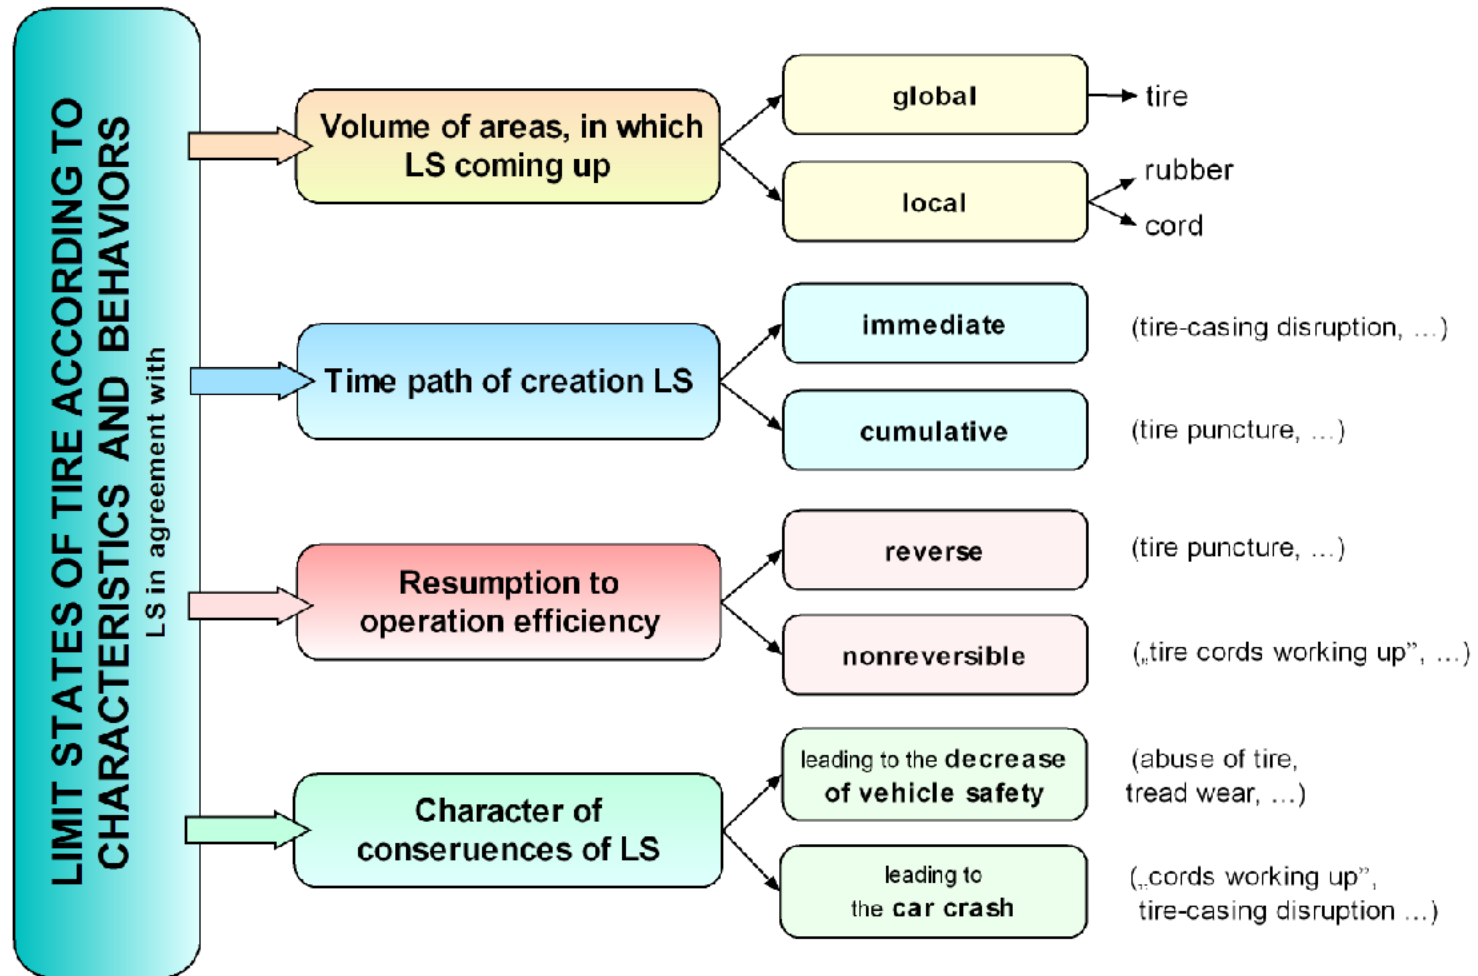 LIMIT STATES OF TIRE ACCORDING TO
CHARACTERISTICS AND BEHAVIORS
LS in agreement with
Volume of areas, in which
LS coming up
global
tire
local
rubber
cord
Time path of creation LS
immediate
(tire-casing disruption, ...)
cumulative
(tire puncture, ...)
Resumption to
operation efficiency
reverse
(tire puncture, ...)
nonreversible
(„tire cords working up”, ...)
Character of
conseruences of LS
leading to the decrease
of vehicle safety
(abuse of tire,
tread wear, ...)
leading to
the car crash
(„cords working up”,
tire-casing disruption ...)